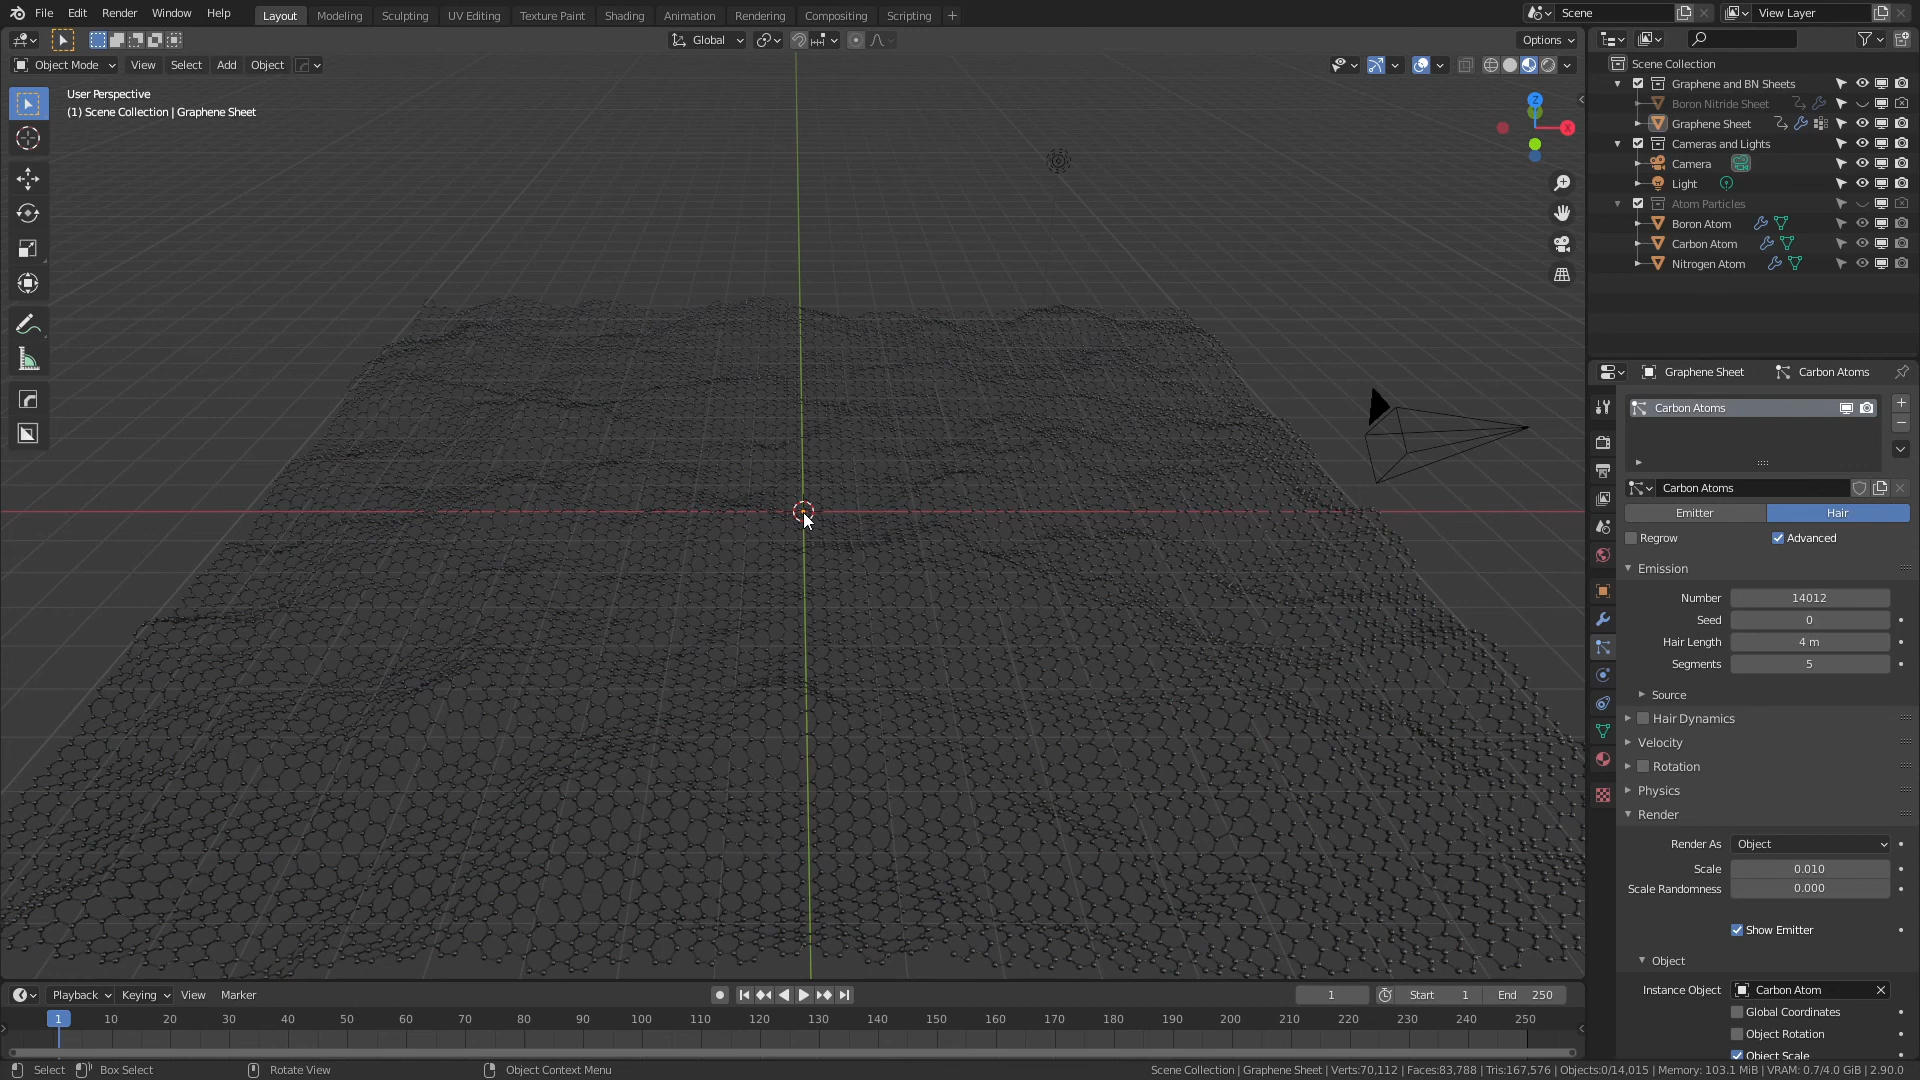 File Edit Render Window Help Layout Modeling Sculpting UV Editing Texture Paint Shading Animation Rendering Compositing Scripting + Scene View Layer
Global Options
Object Mode View Select Add Object
User Perspective
(1) Scene Collection | Graphene Sheet
Z
X
Scene Collection
Graphene and BN Sheets
Boron Nitride Sheet
Graphene Sheet
Cameras and Lights
Camera
Light
Atom Particles
Boron Atom
Carbon Atom
Nitrogen Atom
Graphene Sheet Carbon Atoms
Carbon Atoms
Carbon Atoms
Emitter Hair
Regrow Advanced
Emission
Number 14012
Seed 0
Hair Length 4 m
Segments 5
Source
Hair Dynamics
Velocity
Rotation
Physics
Render
Render As Object
Scale 0.010
Scale Randomness 0.000
Show Emitter
Object
Instance Object Carbon Atom
Global Coordinates
Object Rotation
Object Scale
Playback Keying View Marker 1 Start 1 End 250
1 10 20 30 40 50 60 70 80 90 100 110 120 130 140 150 160 170 180 190 200 210 220 230 240 250
Select Box Select Rotate View Object Context Menu Scene Collection | Graphene Sheet | Verts:70,112 | Faces:83,788 | Tris:167,576 | Objects:0/14,015 | Memory: 103.1 MiB | VRAM: 0.7/4.0 GiB | 2.90.0